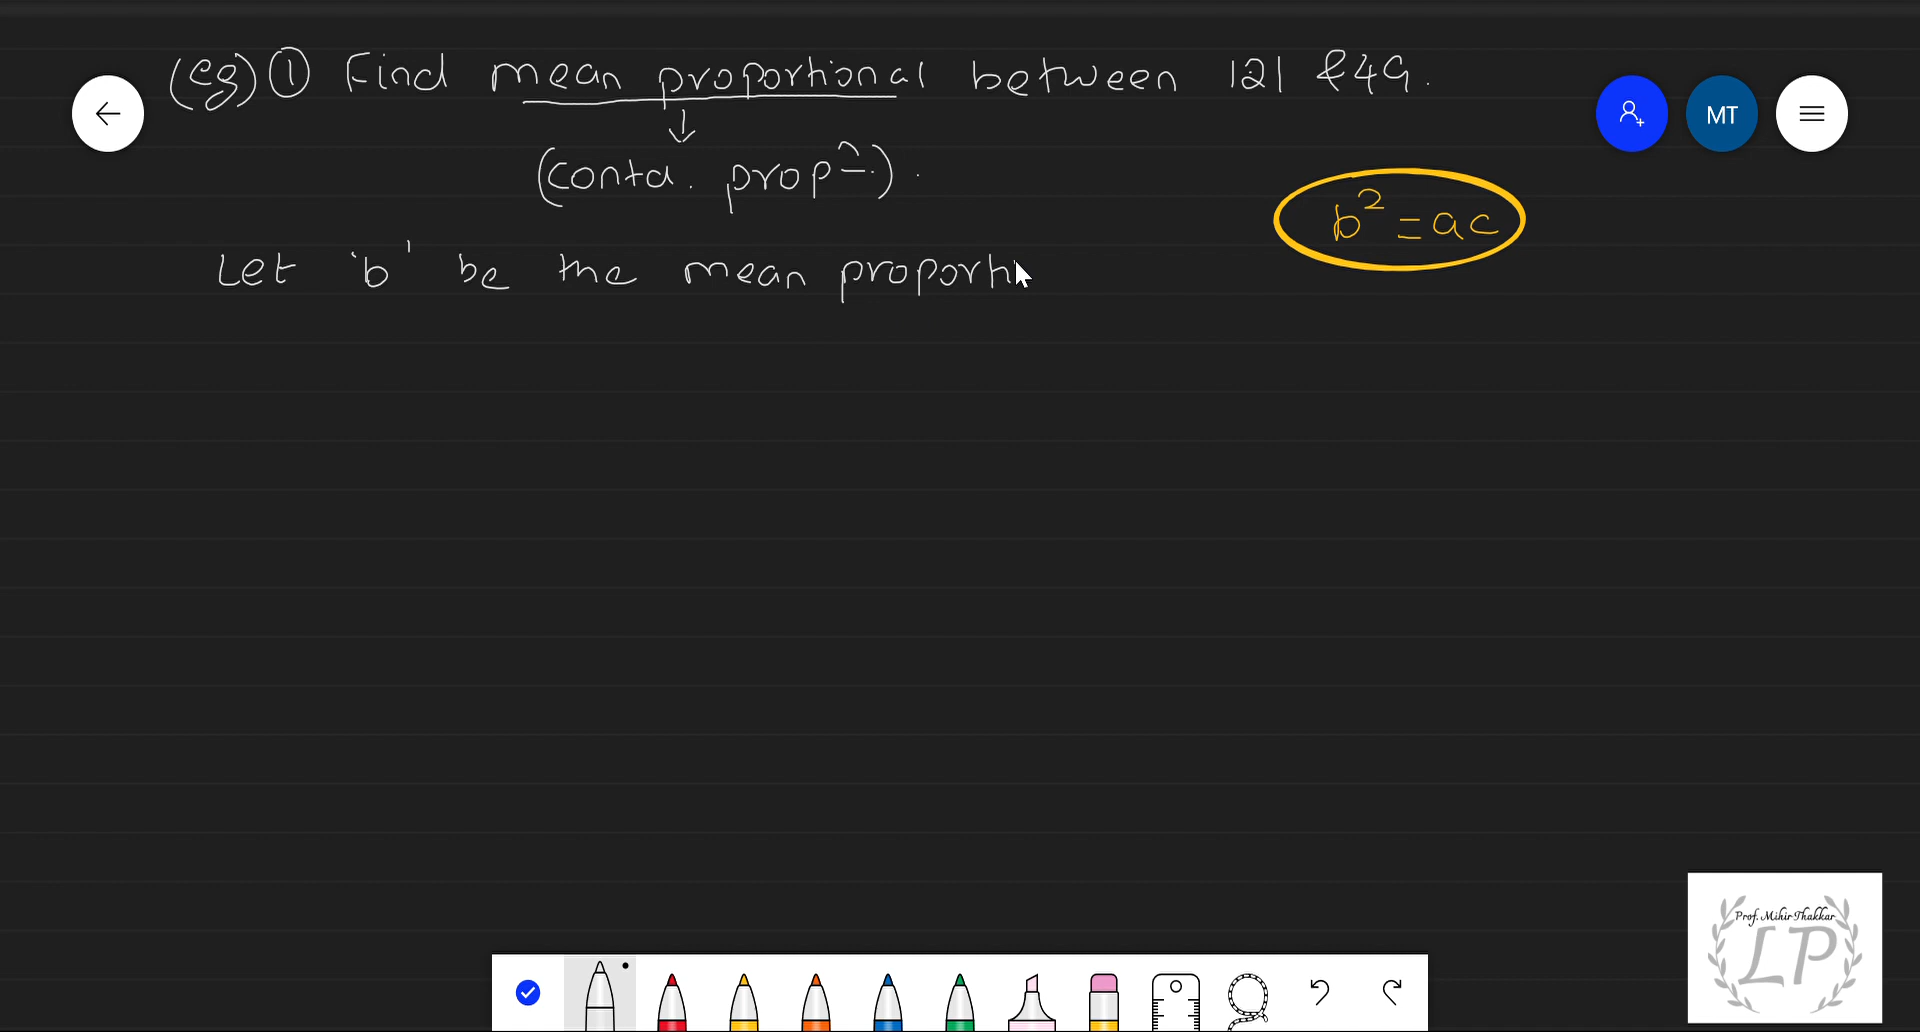 (eg) ① Find mean proportional between 121 & 49.
↓
(contd. propⁿ).
b² = ac
Let 'b' be the mean proporti
MT
Prof. Mihir Thakkar
LP